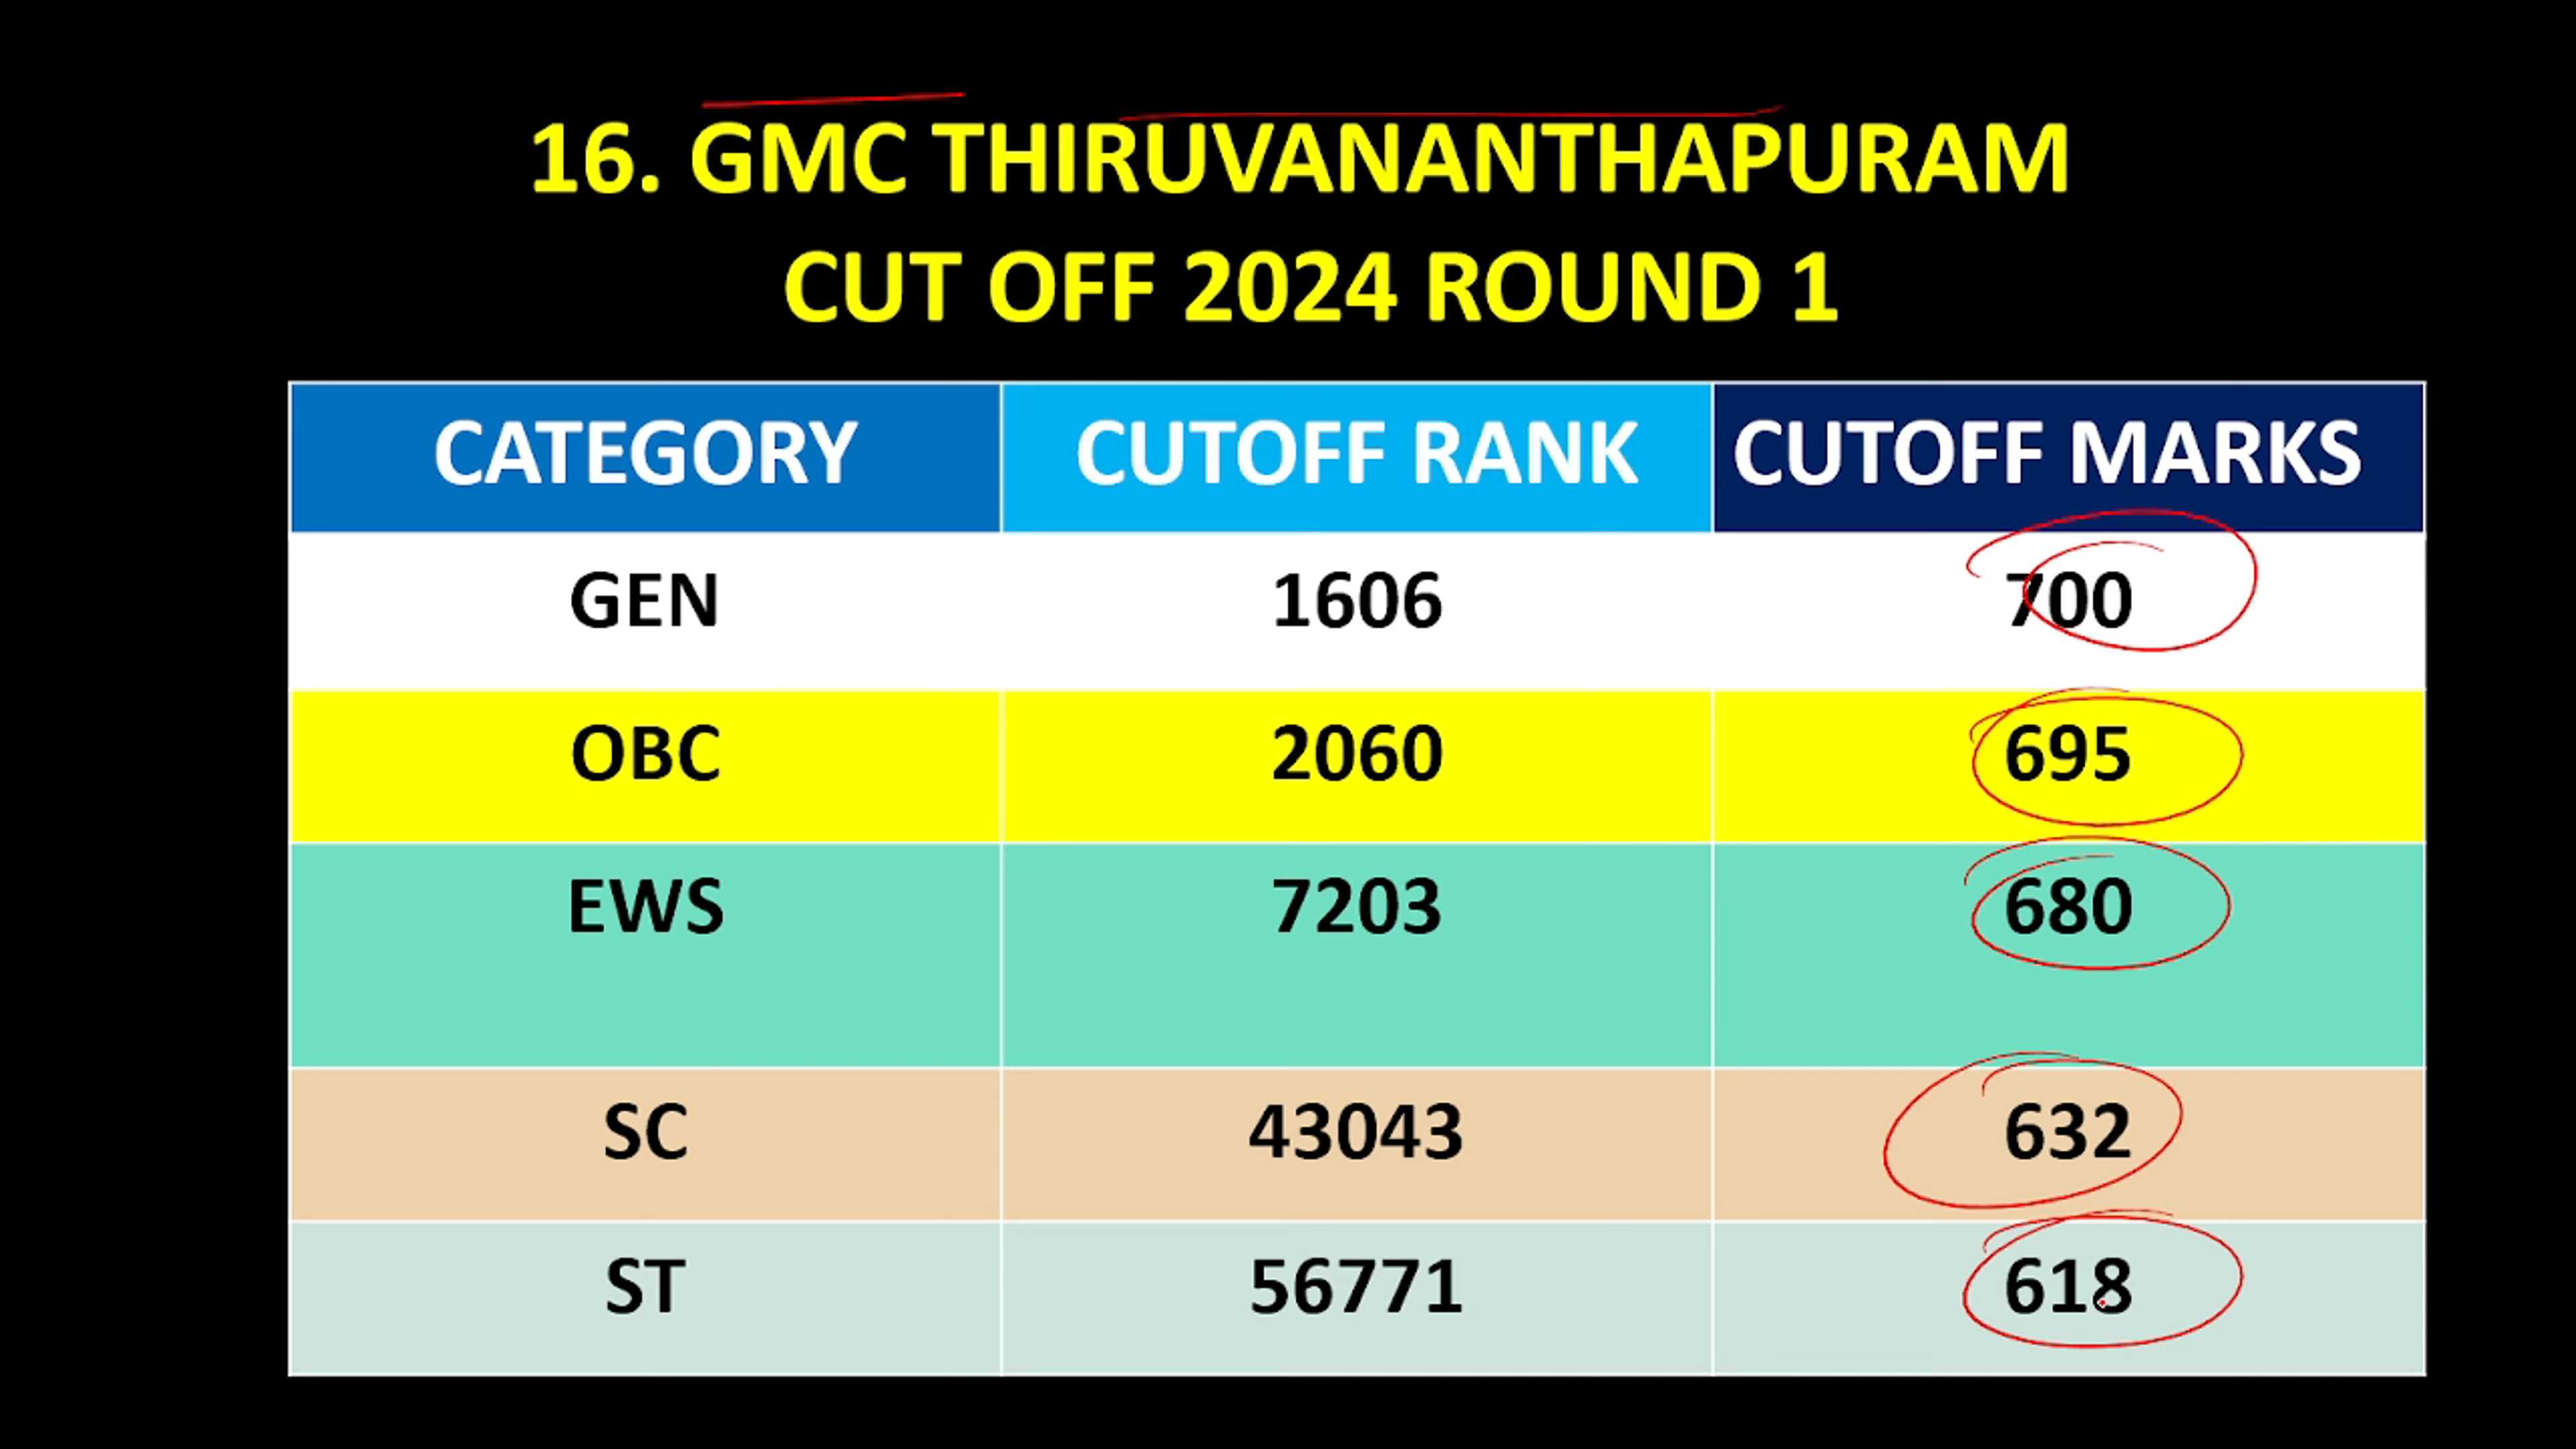 16. GMC THIRUVANANTHAPURAM
CUT OFF 2024 ROUND 1
CATEGORY CUTOFF RANK CUTOFF MARKS
GEN 1606 700
OBC 2060 695
EWS 7203 680
SC 43043 632
ST 56771 618